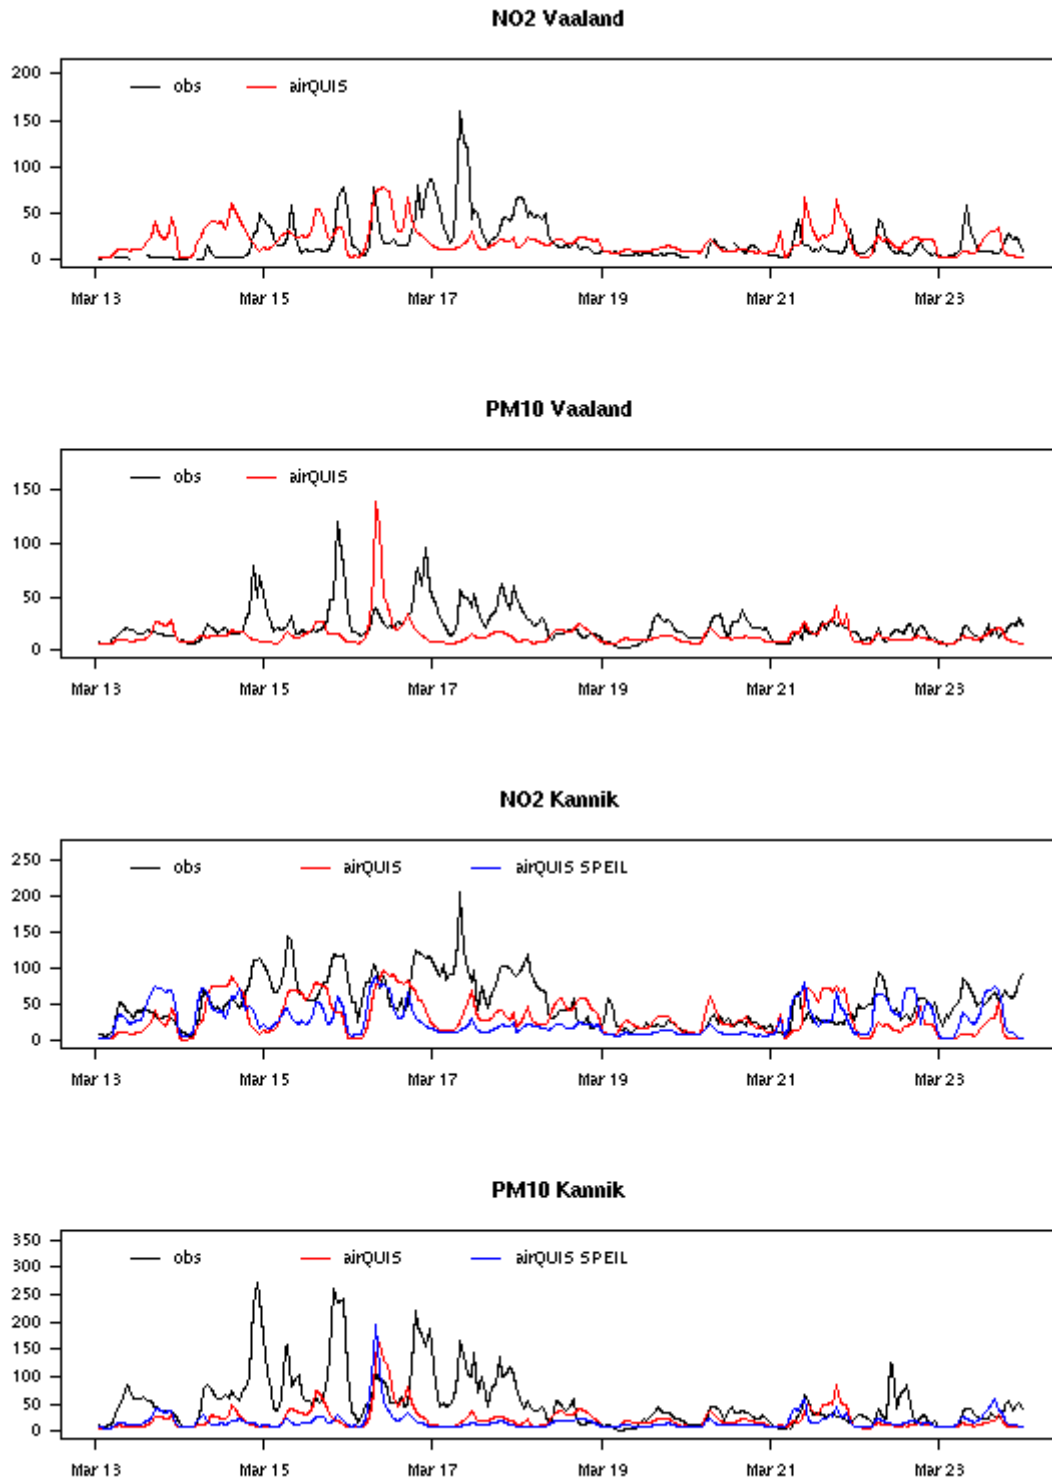 NO2 Vaaland
200
obs airQUIS
150
100
50
0
Mar 13 Mar 15 Mar 17 Mar 19 Mar 21 Mar 23
PM10 Vaaland
obs airQUIS
150
100
50
0
Mar 13 Mar 15 Mar 17 Mar 19 Mar 21 Mar 23
NO2 Kannik
250
obs airQUIS airQUIS SPEIL
200
150
100
50
0
Mar 13 Mar 15 Mar 17 Mar 19 Mar 21 Mar 23
PM10 Kannik
350
obs airQUIS airQUIS SPEIL
300
250
200
150
100
50
0
Mar 13 Mar 15 Mar 17 Mar 19 Mar 21 Mar 23